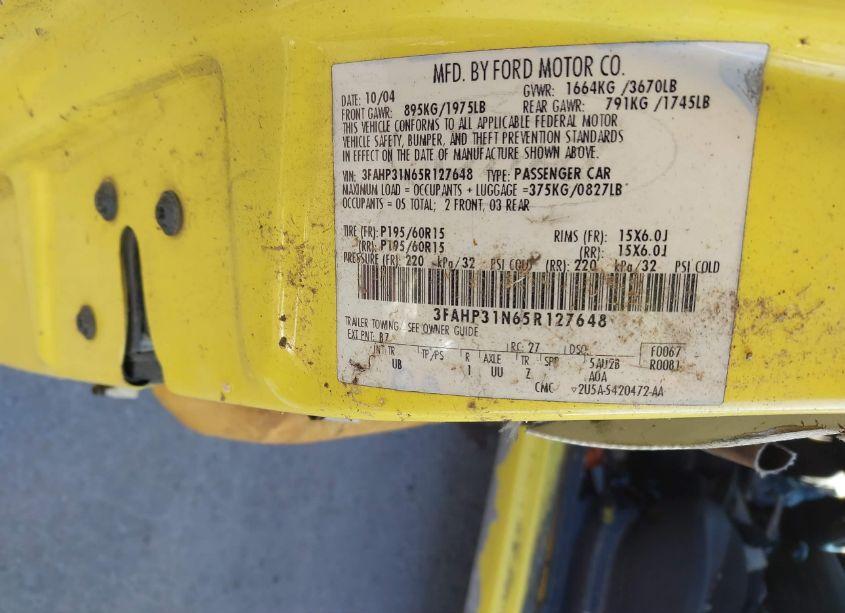 MFD. BY FORD MOTOR CO.
DATE: 10/04 GVWR: 1664KG /3670LB
FRONT GAWR: 895KG/1975LB REAR GAWR: 791KG/1745LB
THIS VEHICLE CONFORMS TO ALL APPLICABLE FEDERAL MOTOR
VEHICLE SAFETY, BUMPER, AND THEFT PREVENTION STANDARDS
IN EFFECT ON THE DATE OF MANUFACTURE SHOWN ABOVE.
VIN: 3FAHP31N65R127648 TYPE: PASSENGER CAR
MAXIMUM LOAD = OCCUPANTS + LUGGAGE =375KG/0827LB
OCCUPANTS = 05 TOTAL; 2 FRONT, 03 REAR
TIRE (FR): P195/60R15 RIMS (FR): 15X6.0J
(RR): P195/60R15 (RR): 15X6.0J
PRESSURE (FR): 220 kPa/32 PSI COLD (RR): 220 kPa/32 PSI COLD
3FAHP31N65R127648
TRAILER TOWING / SEE OWNER GUIDE
EXT PNT: B7 RC: 27 DSO: F0067
INT TR TP/PS R AXLE TR SPR 5AU2B R0081
UB 1 UU Z A0A
CMC 2U5A-5420472-AA